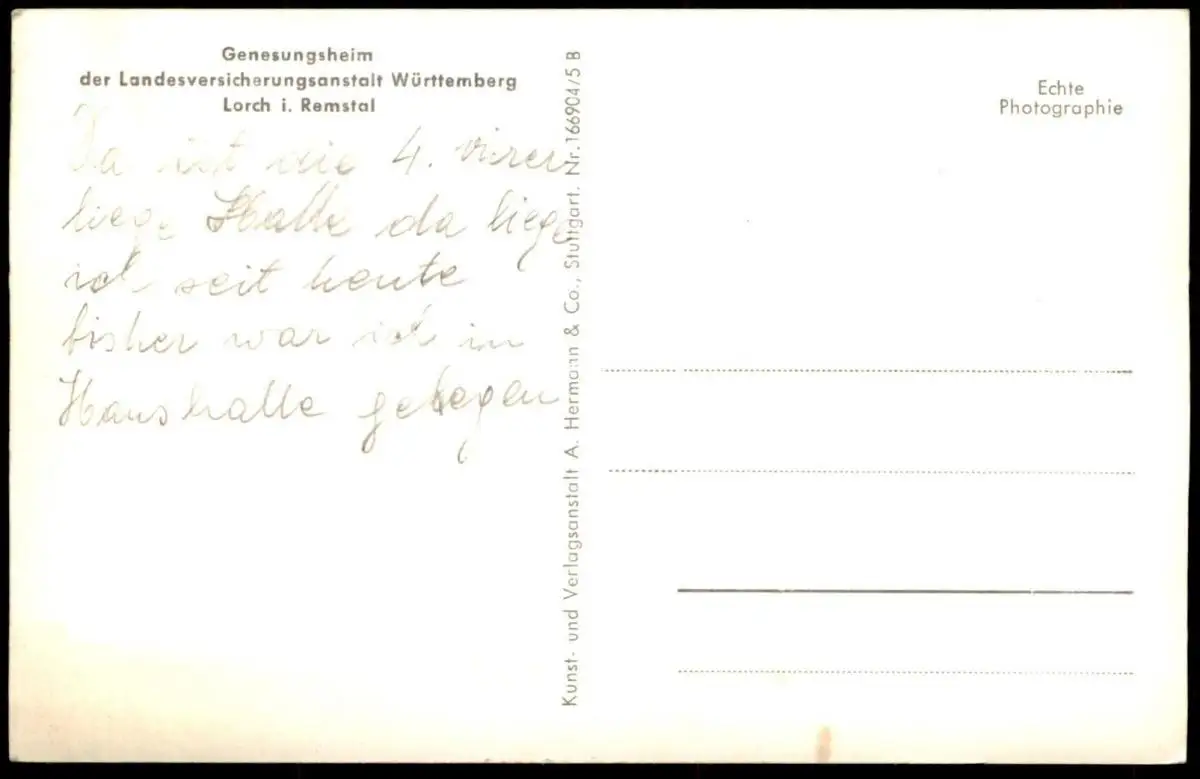 Genesungsheim
der Landesversicherungsanstalt Württemberg
Lorch i. Remstal
Da ist die 4.
liege Halle da liege
ich seit heute
bisher war ich in
Haushalle gelegen
Kunst- und Verlagsanstalt A. Hermann & Co., Stuttgart. Nr. 166904/5 B
Echte
Photographie